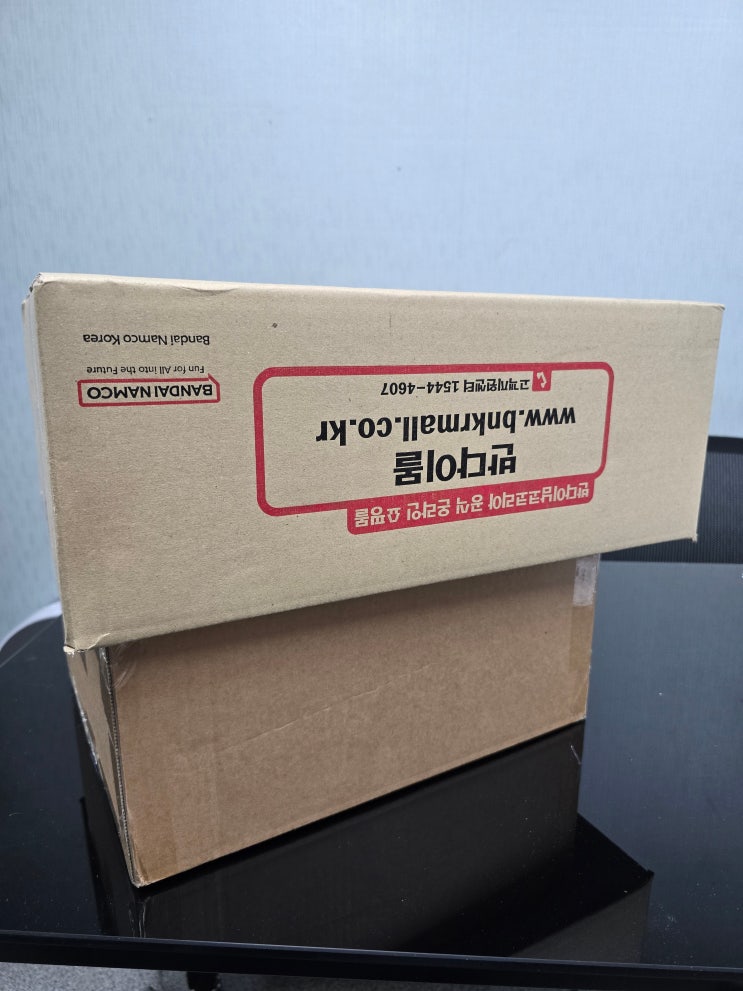 반다이남코코리아 공식 온라인 쇼핑몰
반다이몰
www.bnkrmall.co.kr
고객지원센터 1544-4607
BANDAI NAMCO
Fun for All into the Future
Bandai Namco Korea